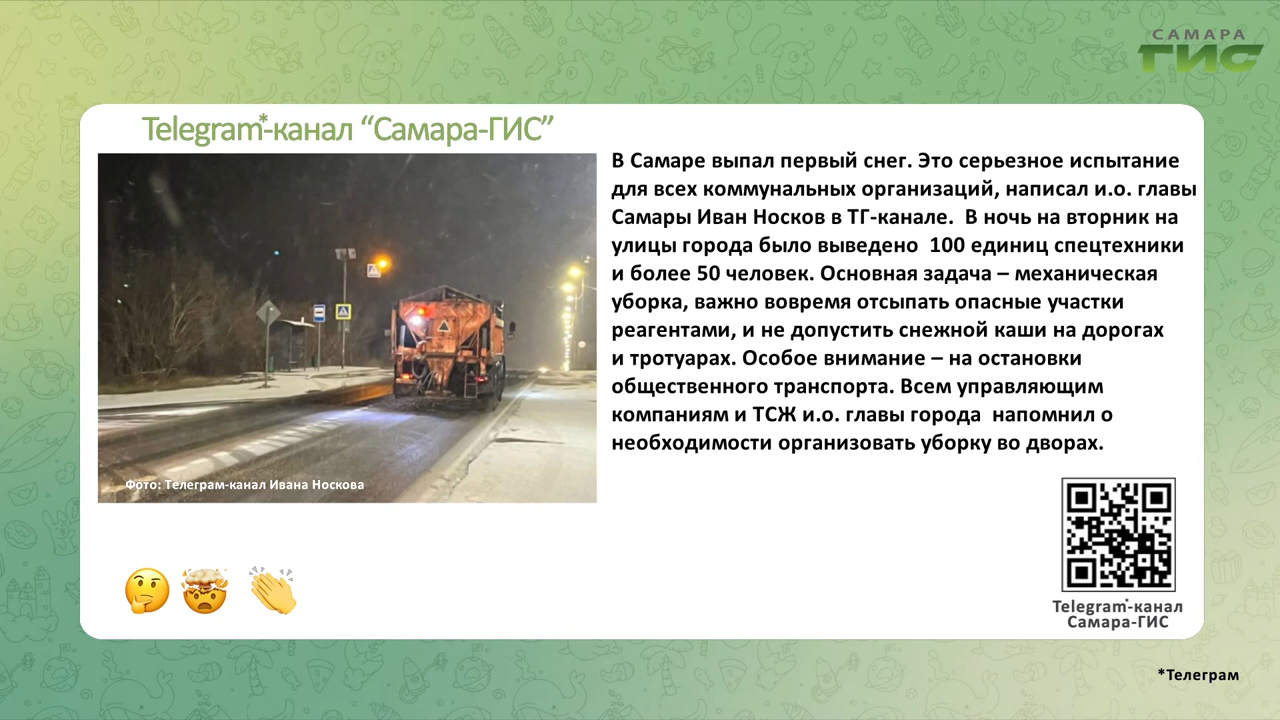 САМАРА
ГИС
Telegram*-канал “Самара-ГИС”
В Самаре выпал первый снег. Это серьезное испытание
для всех коммунальных организаций, написал и.о. главы
Самары Иван Носков в ТГ-канале.  В ночь на вторник на
улицы города было выведено  100 единиц спецтехники
и более 50 человек. Основная задача – механическая
уборка, важно вовремя отсыпать опасные участки
реагентами, и не допустить снежной каши на дорогах
и тротуарах. Особое внимание – на остановки
общественного транспорта. Всем управляющим
компаниям и ТСЖ и.о. главы города  напомнил о
необходимости организовать уборку во дворах.
Фото: Телеграм-канал Ивана Носкова
Telegram*-канал
Самара-ГИС
*Телеграм